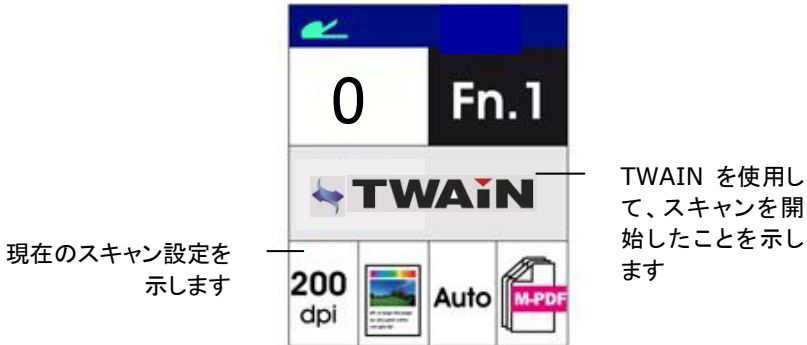 0
Fn.1
TWAIN
TWAIN を使用し
て、スキャンを開
始したことを示し
ます
現在のスキャン設定を
示します
200
dpi
Auto
M-PDF